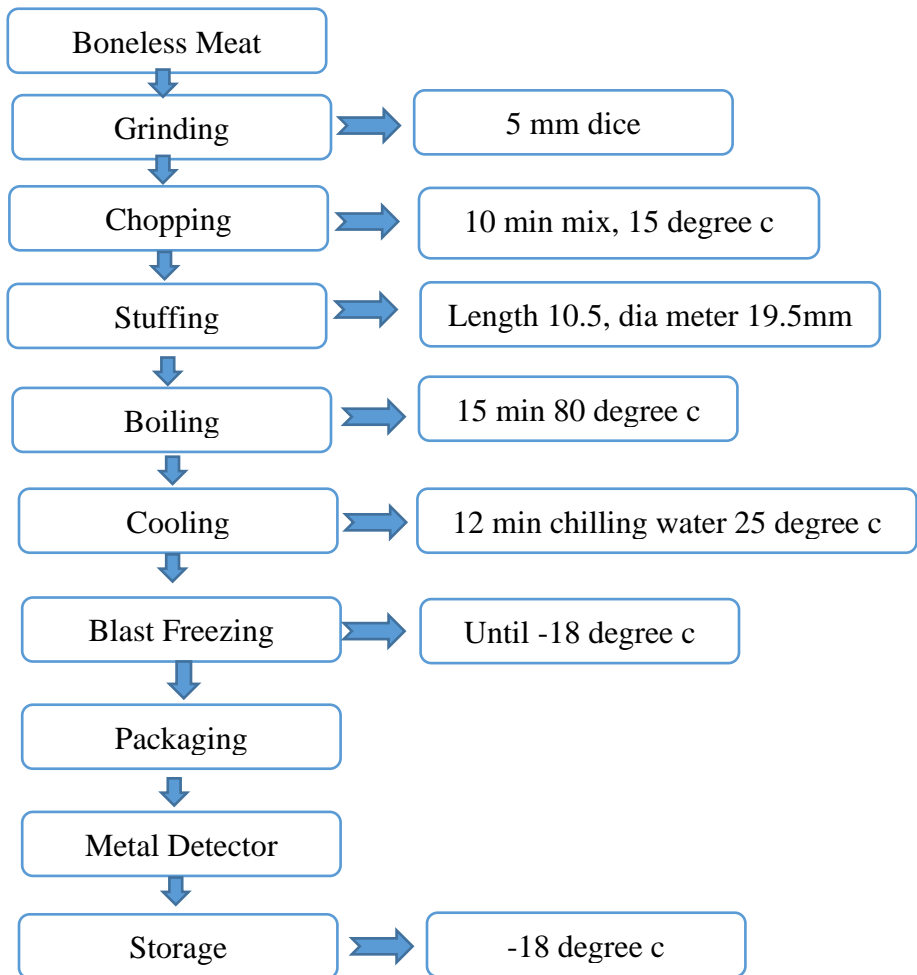 Boneless Meat
Grinding
5 mm dice
Chopping
10 min mix, 15 degree c
Stuffing
Length 10.5, dia meter 19.5mm
Boiling
15 min 80 degree c
Cooling
12 min chilling water 25 degree c
Blast Freezing
Until -18 degree c
Packaging
Metal Detector
Storage
-18 degree c